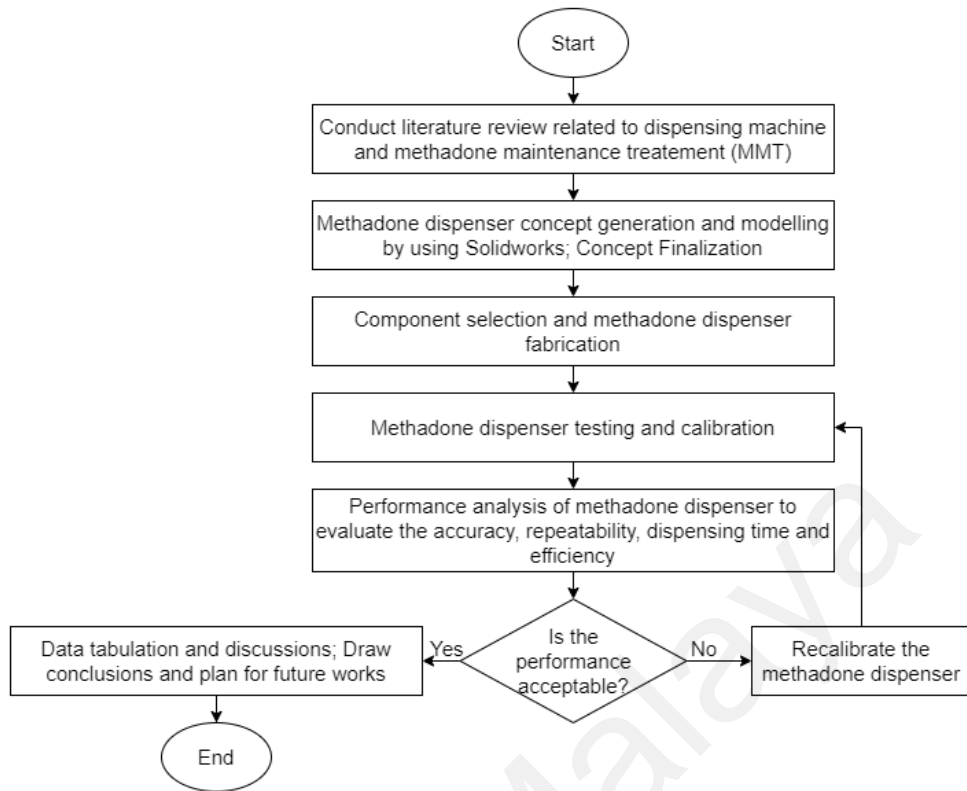 Start
Conduct literature review related to dispensing machine
and methadone maintenance treatement (MMT)
Methadone dispenser concept generation and modelling
by using Solidworks; Concept Finalization
Component selection and methadone dispenser
fabrication
Methadone dispenser testing and calibration
Performance analysis of methadone dispenser to
evaluate the accuracy, repeatability, dispensing time and
efficiency
Is the
performance
acceptable?
Yes
No
Data tabulation and discussions; Draw
conclusions and plan for future works
Recalibrate the
methadone dispenser
End
Malaya